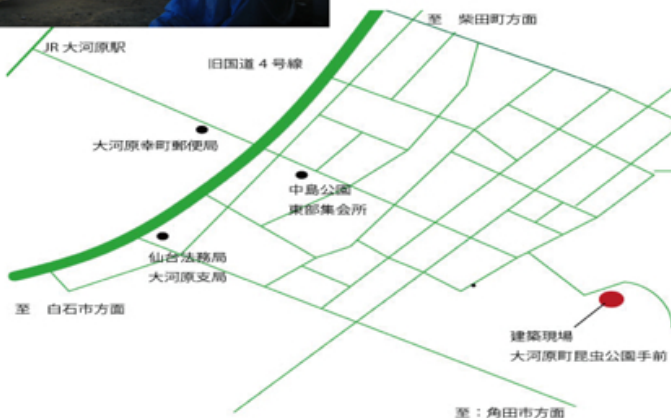 至　柴田町方面
JR大河原駅
旧国道4号線
大河原幸町郵便局
中島公園
東部集会所
仙台法務局
大河原支局
至　白石市方面
建築現場
大河原町昆虫公園手前
至：角田市方面